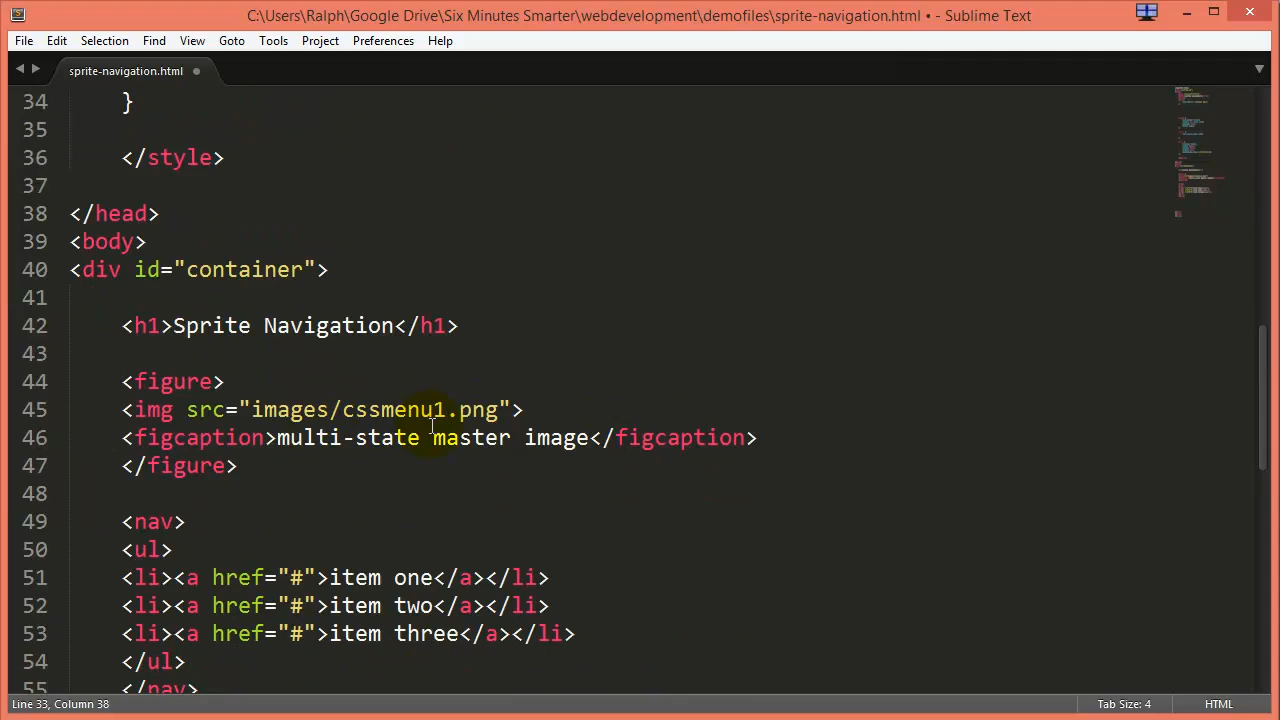 C:\Users\Ralph\Google Drive\Six Minutes Smarter\webdevelopment\demofiles\sprite-navigation.html • - Sublime Text
File Edit Selection Find View Goto Tools Project Preferences Help
sprite-navigation.html
34 }
35
36 </style>
37
38 </head>
39 <body>
40 <div id="container">
41
42 <h1>Sprite Navigation</h1>
43
44 <figure>
45 <img src="images/cssmenu1.png">
46 <figcaption>multi-state master image</figcaption>
47 </figure>
48
49 <nav>
50 <ul>
51 <li><a href="#">item one</a></li>
52 <li><a href="#">item two</a></li>
53 <li><a href="#">item three</a></li>
54 </ul>
55 </nav>
Line 33, Column 38 Tab Size: 4 HTML